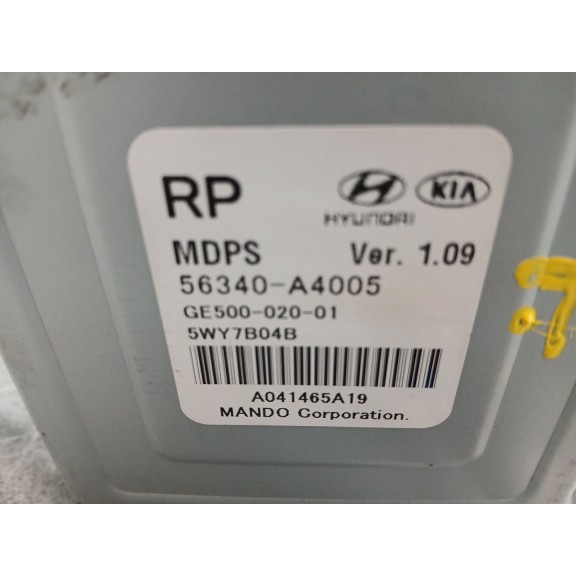 RP
HYUNDAI KIA
MDPS Ver. 1.09
56340-A4005
GE500-020-01
5WY7B04B
A041465A19
MANDO Corporation.